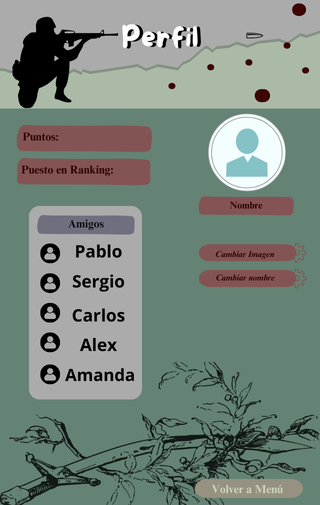 Perfil
Puntos:
Puesto en Ranking:
Nombre
Amigos
Pablo
Sergio
Carlos
Alex
Amanda
Cambiar Imagen
Cambiar nombre
Volver a Menú